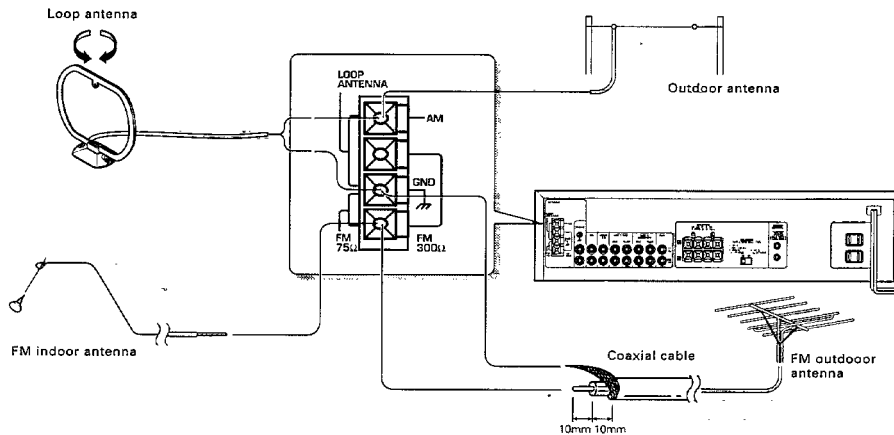 Loop antenna
Outdoor antenna
LOOP
ANTENNA
AM
GND
FM
75Ω
FM
300Ω
FM indoor antenna
Coaxial cable
FM outdooor
antenna
10mm 10mm